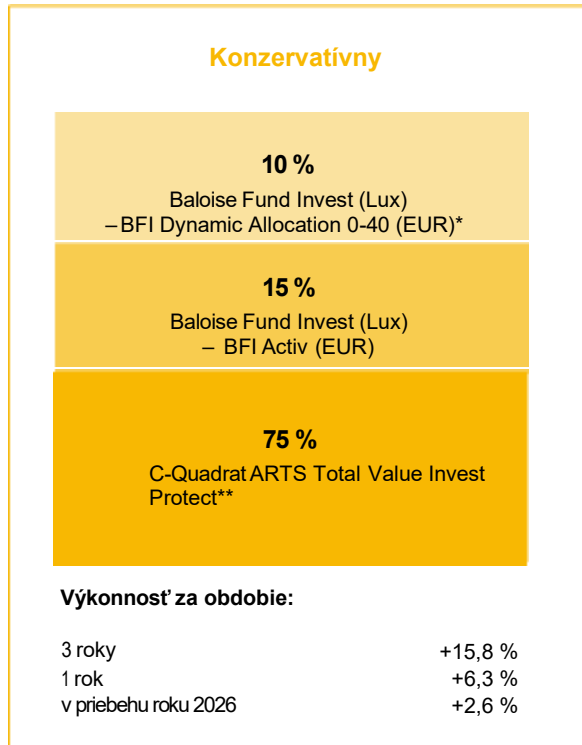 Konzervatívny
10 %
Baloise Fund Invest (Lux)
– BFI Dynamic Allocation 0-40 (EUR)*
15 %
Baloise Fund Invest (Lux)
– BFI Activ (EUR)
75 %
C-Quadrat ARTS Total Value Invest
Protect**
Výkonnosť za obdobie:
3 roky +15,8 %
1 rok +6,3 %
v priebehu roku 2026 +2,6 %